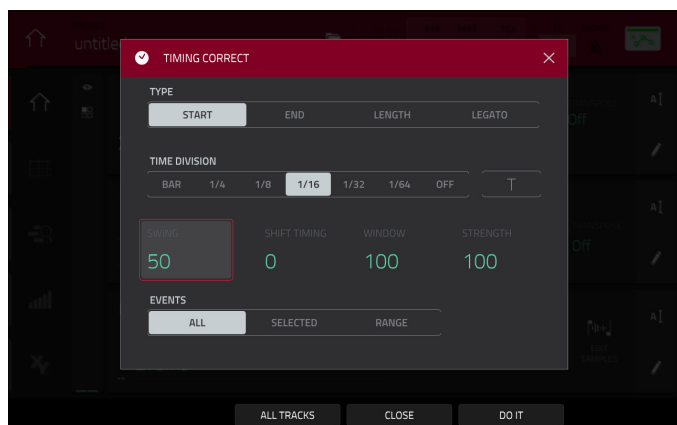 untitled
TIMING CORRECT
TYPE
START END LENGTH LEGATO
Off
TIME DIVISION
BAR 1/4 1/8 1/16 1/32 1/64 OFF T
SWING SHIFT TIMING WINDOW STRENGTH
50 0 100 100
Off
EVENTS
ALL SELECTED RANGE
EDIT
ALL TRACKS CLOSE DO IT